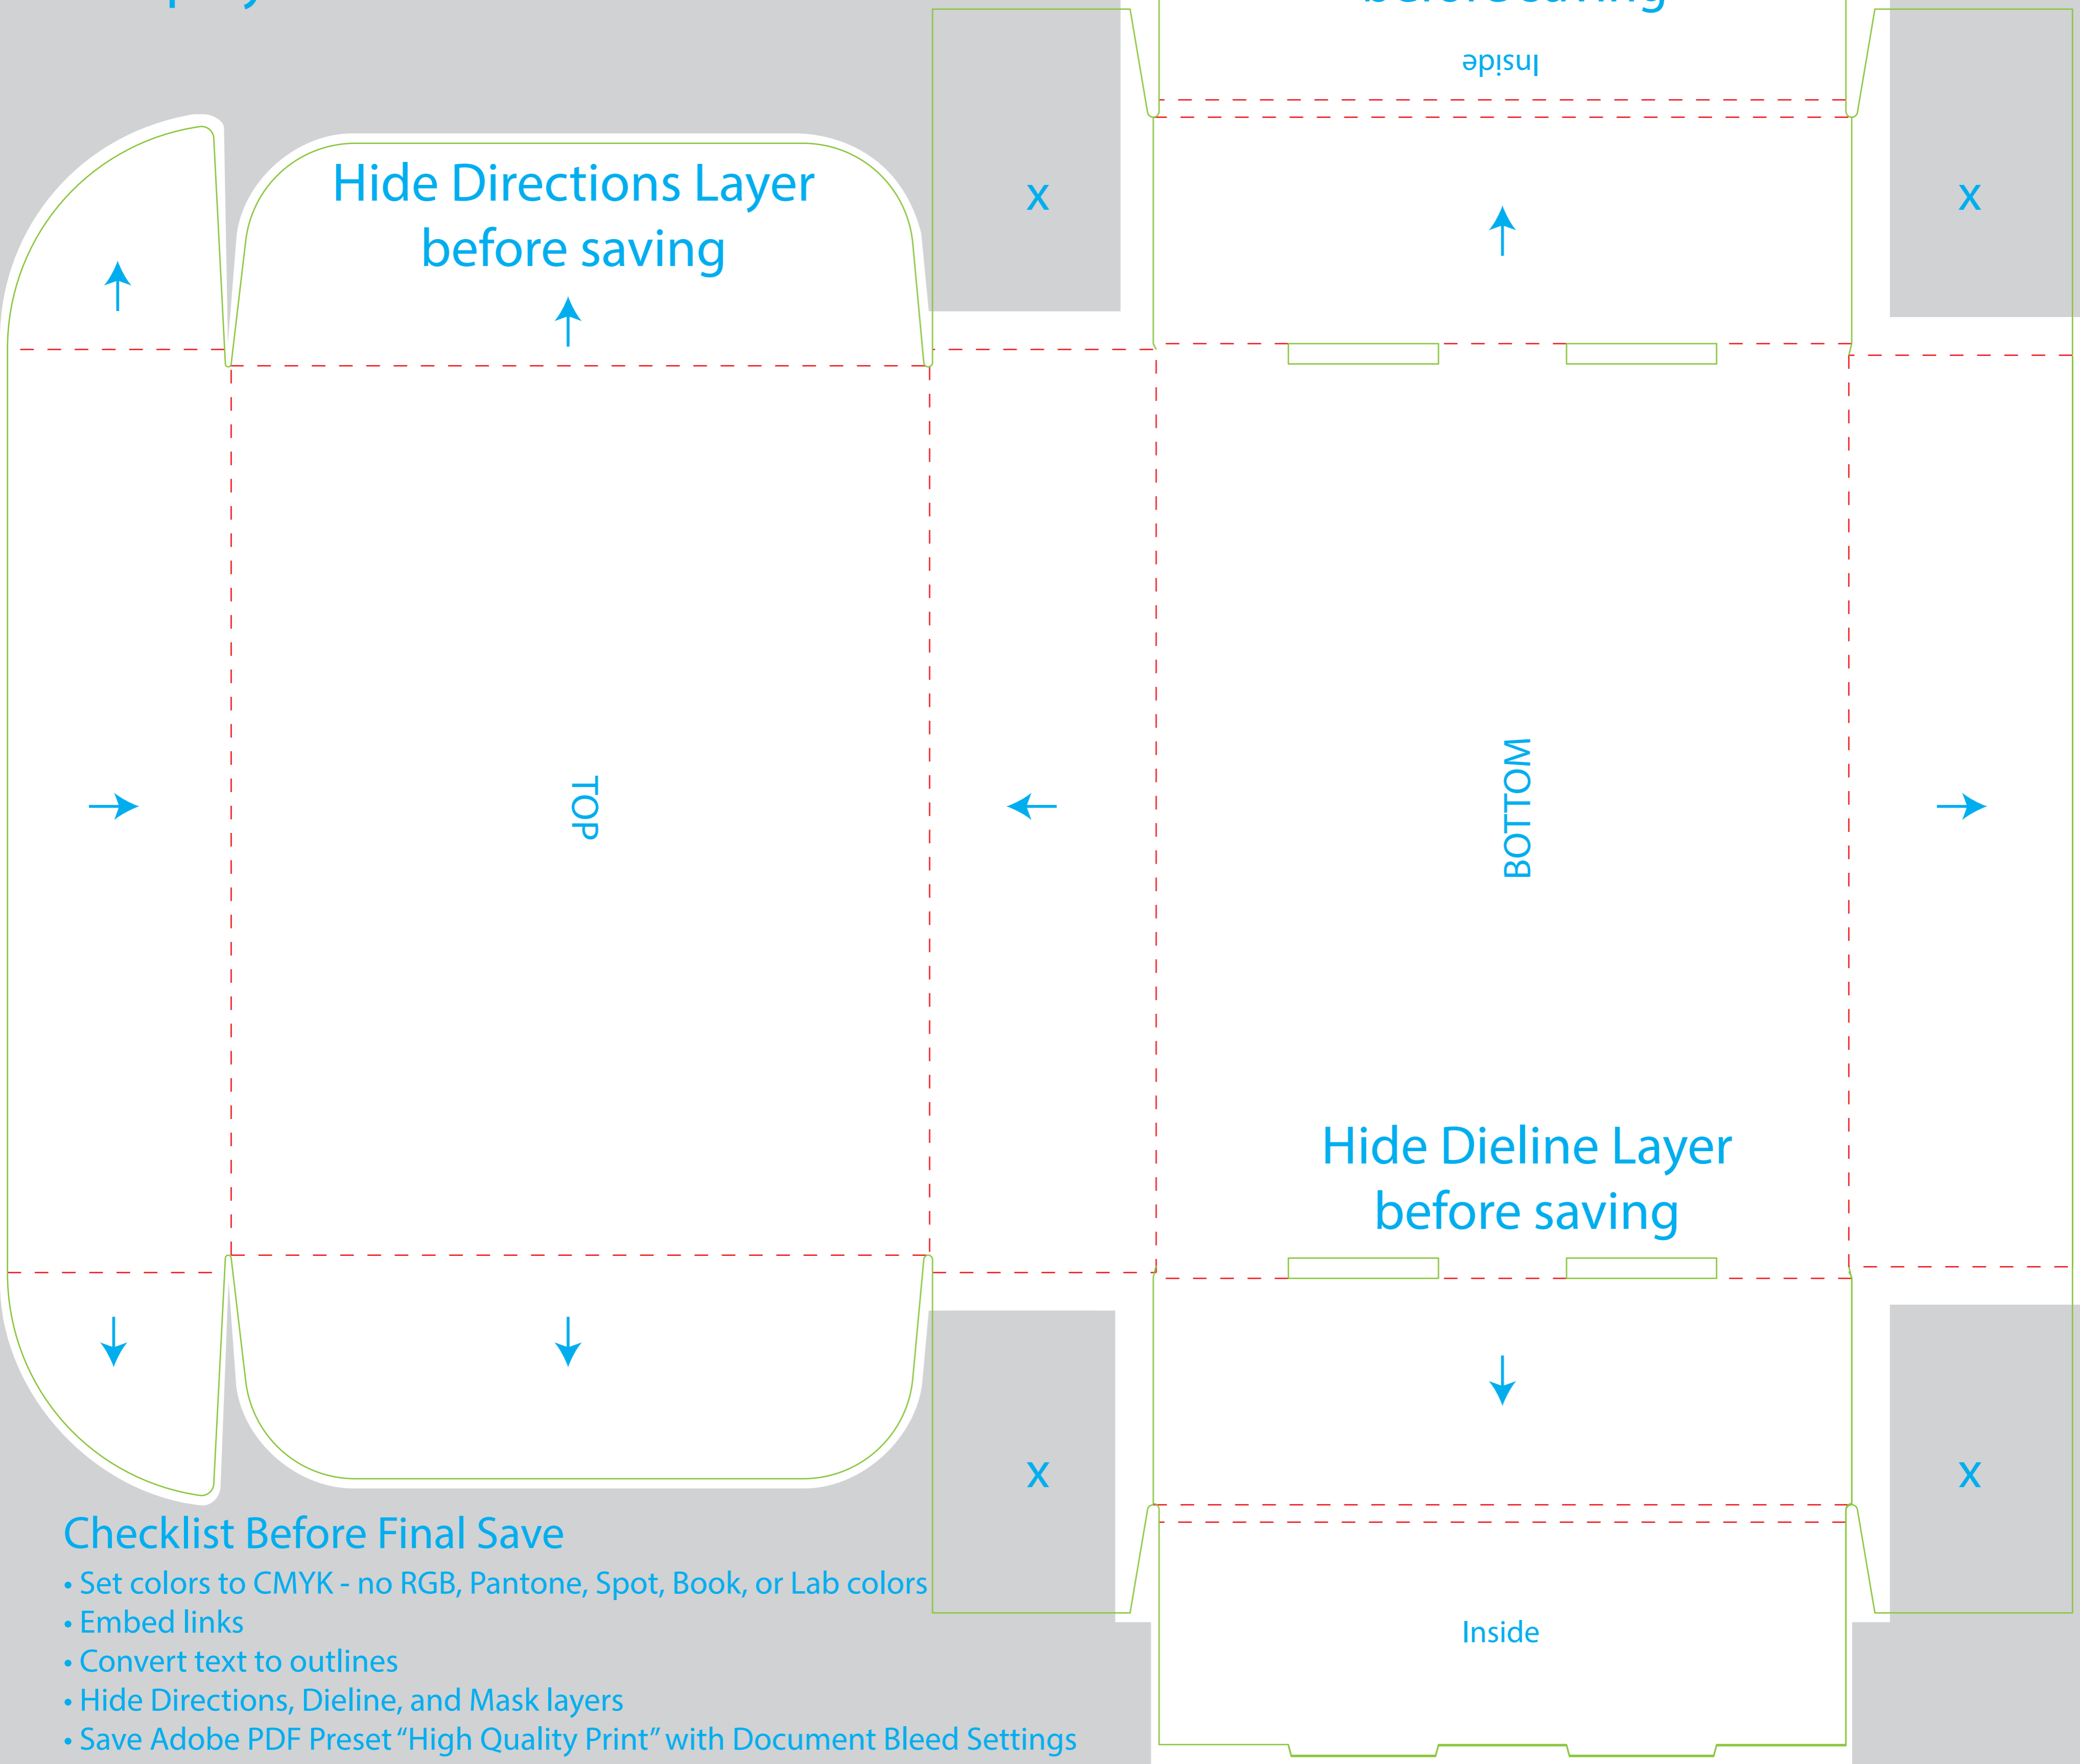 before saving
Inside
Hide Directions Layer
before saving
x
x
TOP
BOTTOM
Hide Dieline Layer
before saving
x
x
Checklist Before Final Save
• Set colors to CMYK - no RGB, Pantone, Spot, Book, or Lab colors
• Embed links
• Convert text to outlines
• Hide Directions, Dieline, and Mask layers
• Save Adobe PDF Preset “High Quality Print” with Document Bleed Settings
Inside